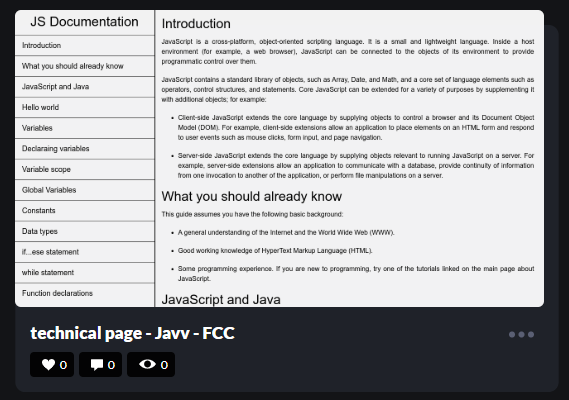 JS Documentation
Introduction
What you should already know
JavaScript and Java
Hello world
Variables
Declaraing variables
Variable scope
Global Variables
Constants
Data types
if...ese statement
while statement
Function declarations
Introduction
JavaScript is a cross-platform, object-oriented scripting language. It is a small and lightweight language. Inside a host
environment (for example, a web browser), JavaScript can be connected to the objects of its environment to provide
programmatic control over them.
JavaScript contains a standard library of objects, such as Array, Date, and Math, and a core set of language elements such as
operators, control structures, and statements. Core JavaScript can be extended for a variety of purposes by supplementing it
with additional objects; for example:
• Client-side JavaScript extends the core language by supplying objects to control a browser and its Document Object
Model (DOM). For example, client-side extensions allow an application to place elements on an HTML form and respond
to user events such as mouse clicks, form input, and page navigation.
• Server-side JavaScript extends the core language by supplying objects relevant to running JavaScript on a server. For
example, server-side extensions allow an application to communicate with a database, provide continuity of information
from one invocation to another of the application, or perform file manipulations on a server.
What you should already know
This guide assumes you have the following basic background:
• A general understanding of the Internet and the World Wide Web (WWW).
• Good working knowledge of HyperText Markup Language (HTML).
• Some programming experience. If you are new to programming, try one of the tutorials linked on the main page about
JavaScript.
JavaScript and Java
technical page - Javv - FCC
0 0 0